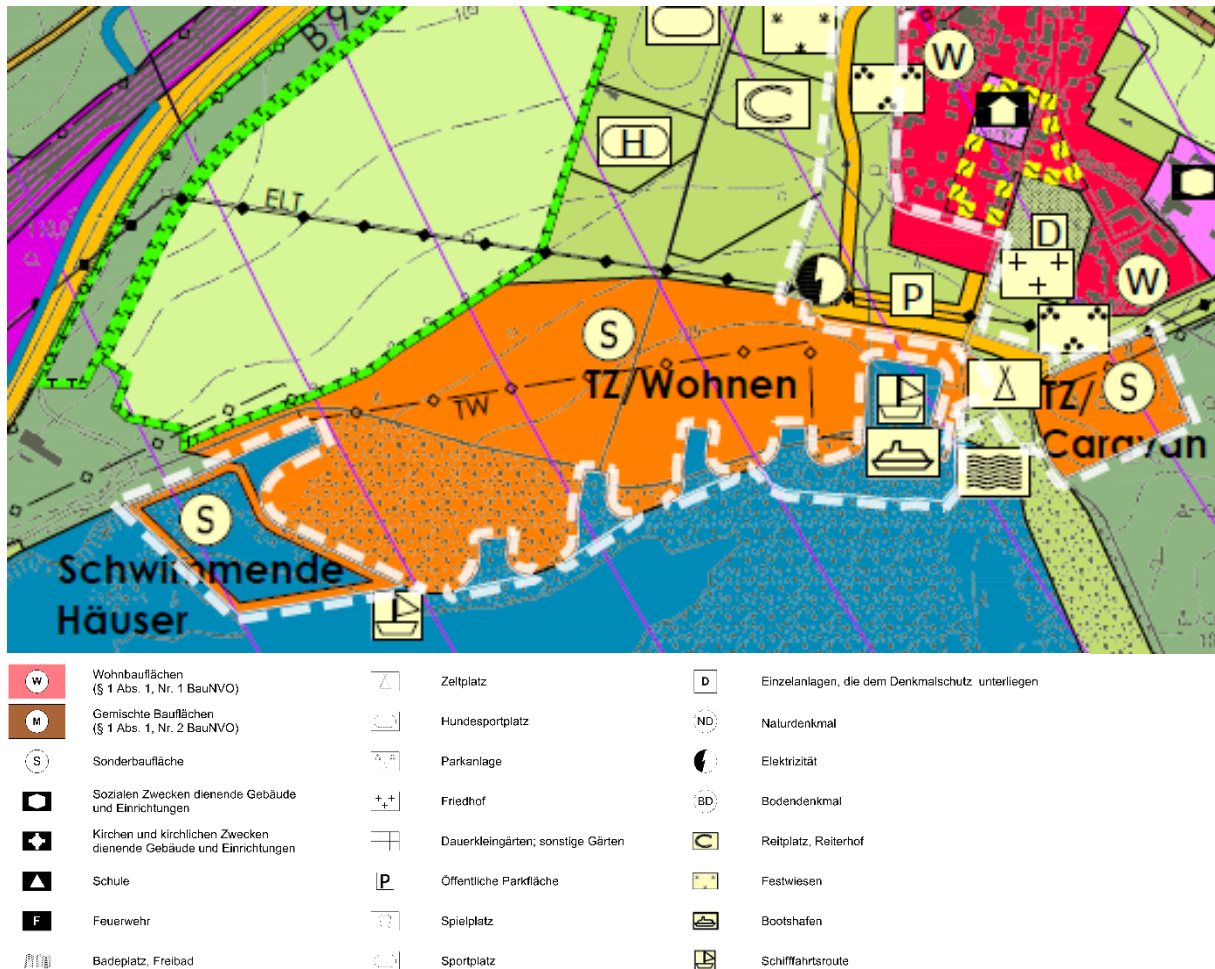 B 96
ELT
H
W
D
W
P
S
TZ/Wohnen
TW
TZ/
S
Caravan
S
Schwimmende
Häuser
W
Wohnbauflächen
(§ 1 Abs. 1, Nr. 1 BauNVO)
M
Gemischte Bauflächen
(§ 1 Abs. 1, Nr. 2 BauNVO)
S
Sonderbaufläche
Sozialen Zwecken dienende Gebäude
und Einrichtungen
Kirchen und kirchlichen Zwecken
dienende Gebäude und Einrichtungen
Schule
F
Feuerwehr
Badeplatz, Freibad
Zeltplatz
Hundesportplatz
Parkanlage
Friedhof
Dauerkleingärten; sonstige Gärten
P
Öffentliche Parkfläche
Spielplatz
Sportplatz
D
Einzelanlagen, die dem Denkmalschutz unterliegen
ND
Naturdenkmal
Elektrizität
BD
Bodendenkmal
Reitplatz, Reiterhof
Festwiesen
Bootshafen
Schifffahrtsroute